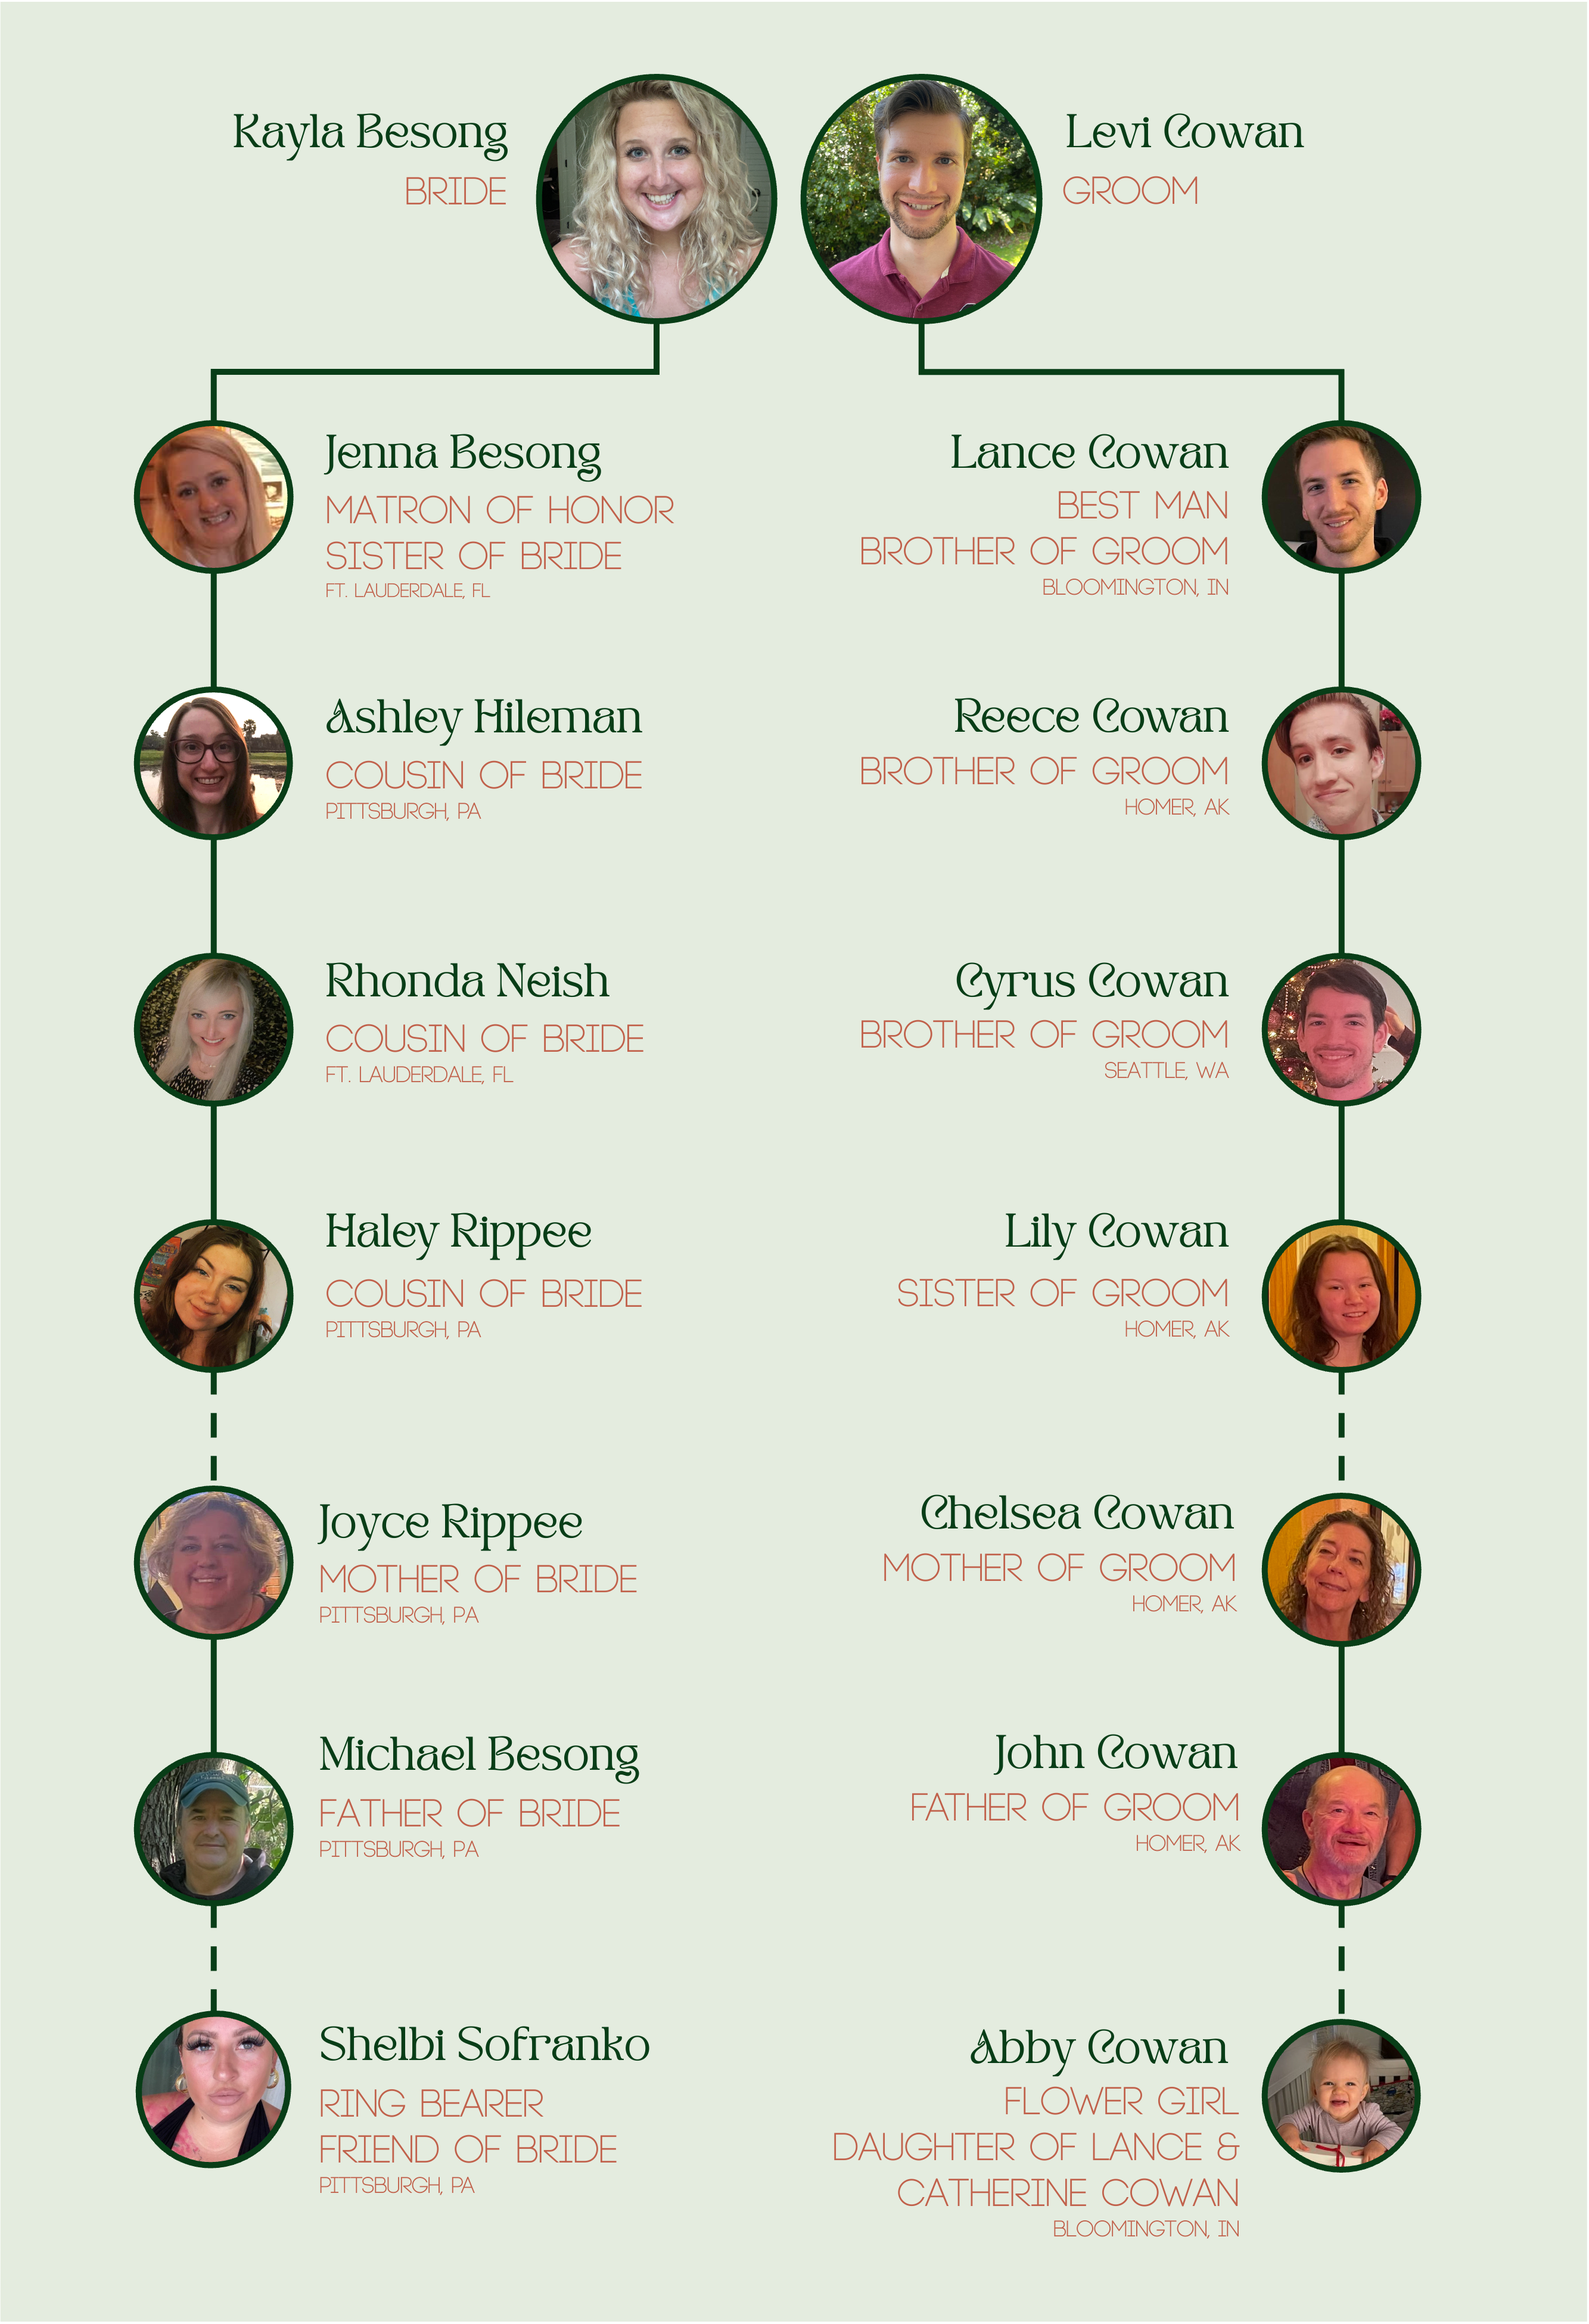 Kayla Besong
BRIDE
Levi Cowan
GROOM
Jenna Besong
MATRON OF HONOR
SISTER OF BRIDE
FT. LAUDERDALE, FL
Lance Cowan
BEST MAN
BROTHER OF GROOM
BLOOMINGTON, IN
Ashley Hileman
COUSIN OF BRIDE
PITTSBURGH, PA
Reece Cowan
BROTHER OF GROOM
HOMER, AK
Rhonda Neish
COUSIN OF BRIDE
FT. LAUDERDALE, FL
Cyrus Cowan
BROTHER OF GROOM
SEATTLE, WA
Haley Rippee
COUSIN OF BRIDE
PITTSBURGH, PA
Lily Cowan
SISTER OF GROOM
HOMER, AK
Joyce Rippee
MOTHER OF BRIDE
PITTSBURGH, PA
Chelsea Cowan
MOTHER OF GROOM
HOMER, AK
Michael Besong
FATHER OF BRIDE
PITTSBURGH, PA
John Cowan
FATHER OF GROOM
HOMER, AK
Shelbi Sofranko
RING BEARER
FRIEND OF BRIDE
PITTSBURGH, PA
Abby Cowan
FLOWER GIRL
DAUGHTER OF LANCE &
CATHERINE COWAN
BLOOMINGTON, IN